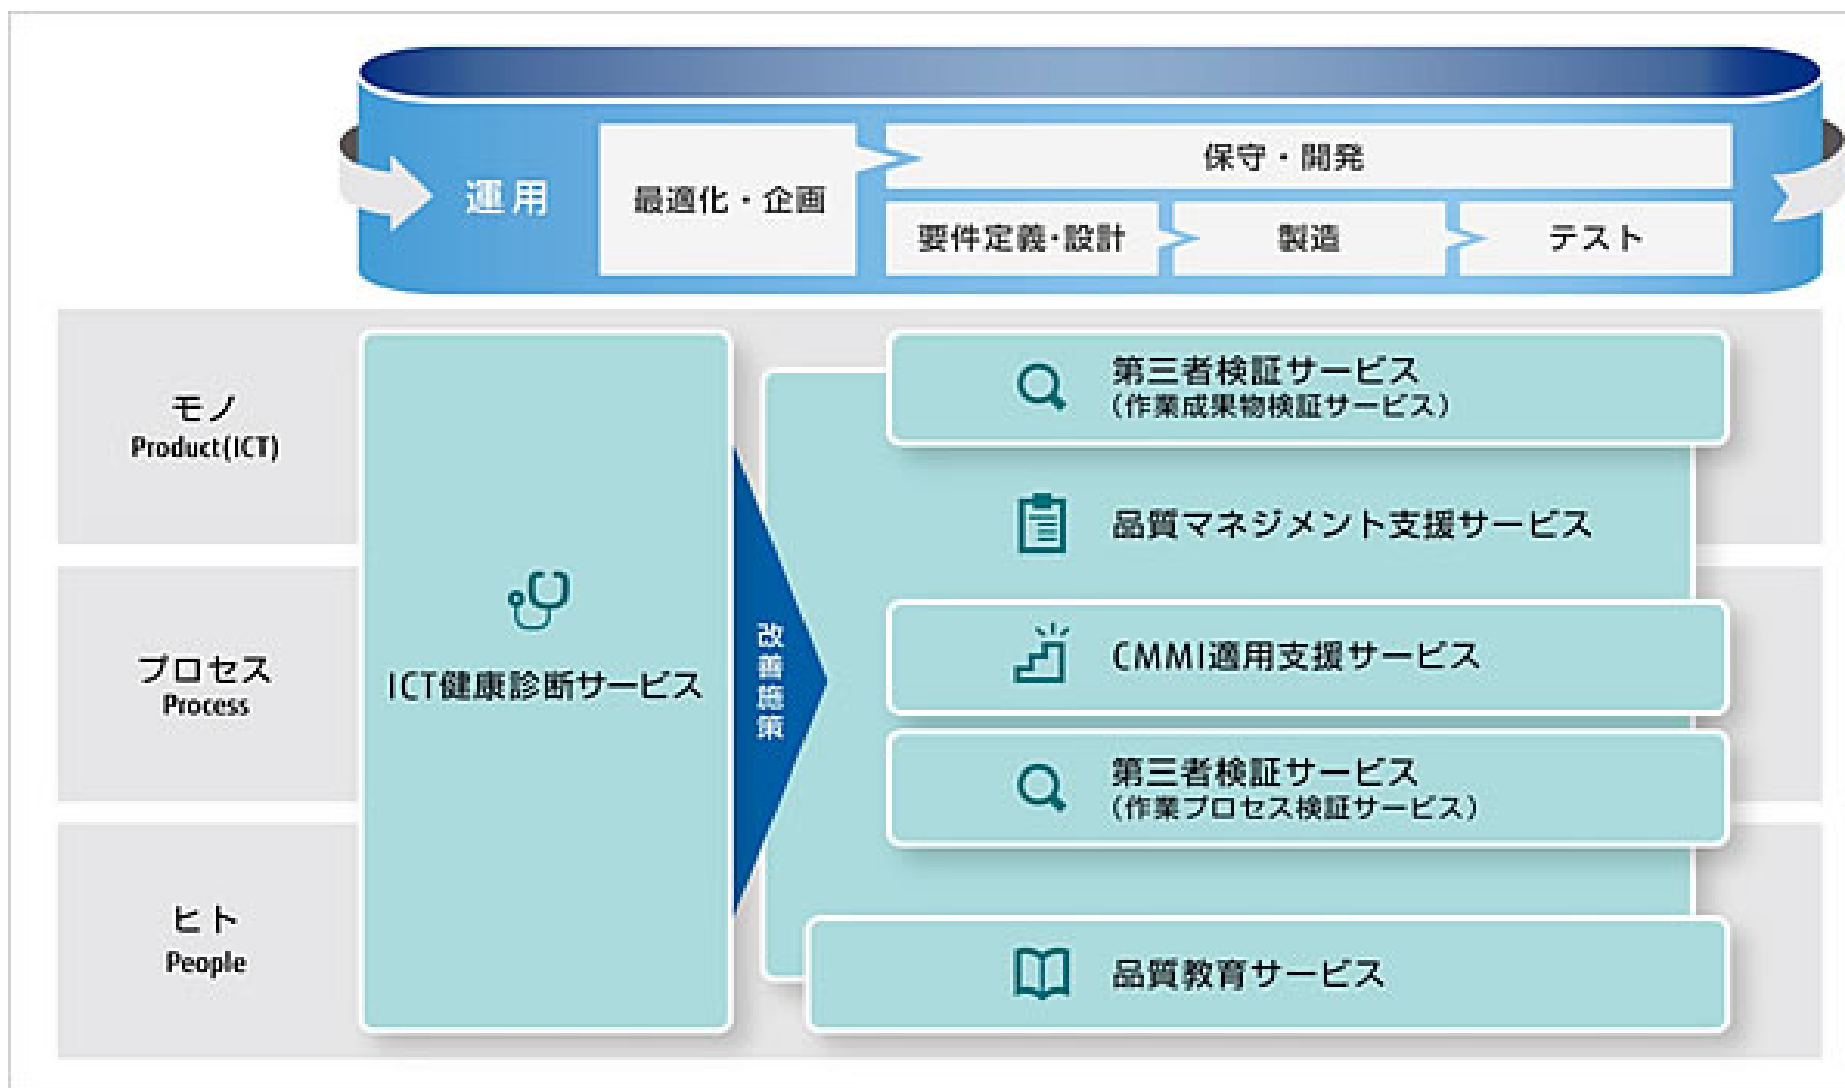 運用
最適化・企画
保守・開発
要件定義・設計
製造
テスト
モノ
Product(ICT)
プロセス
Process
ヒト
People
ICT健康診断サービス
改善施策
第三者検証サービス
(作業成果物検証サービス)
品質マネジメント支援サービス
CMMI適用支援サービス
第三者検証サービス
(作業プロセス検証サービス)
品質教育サービス